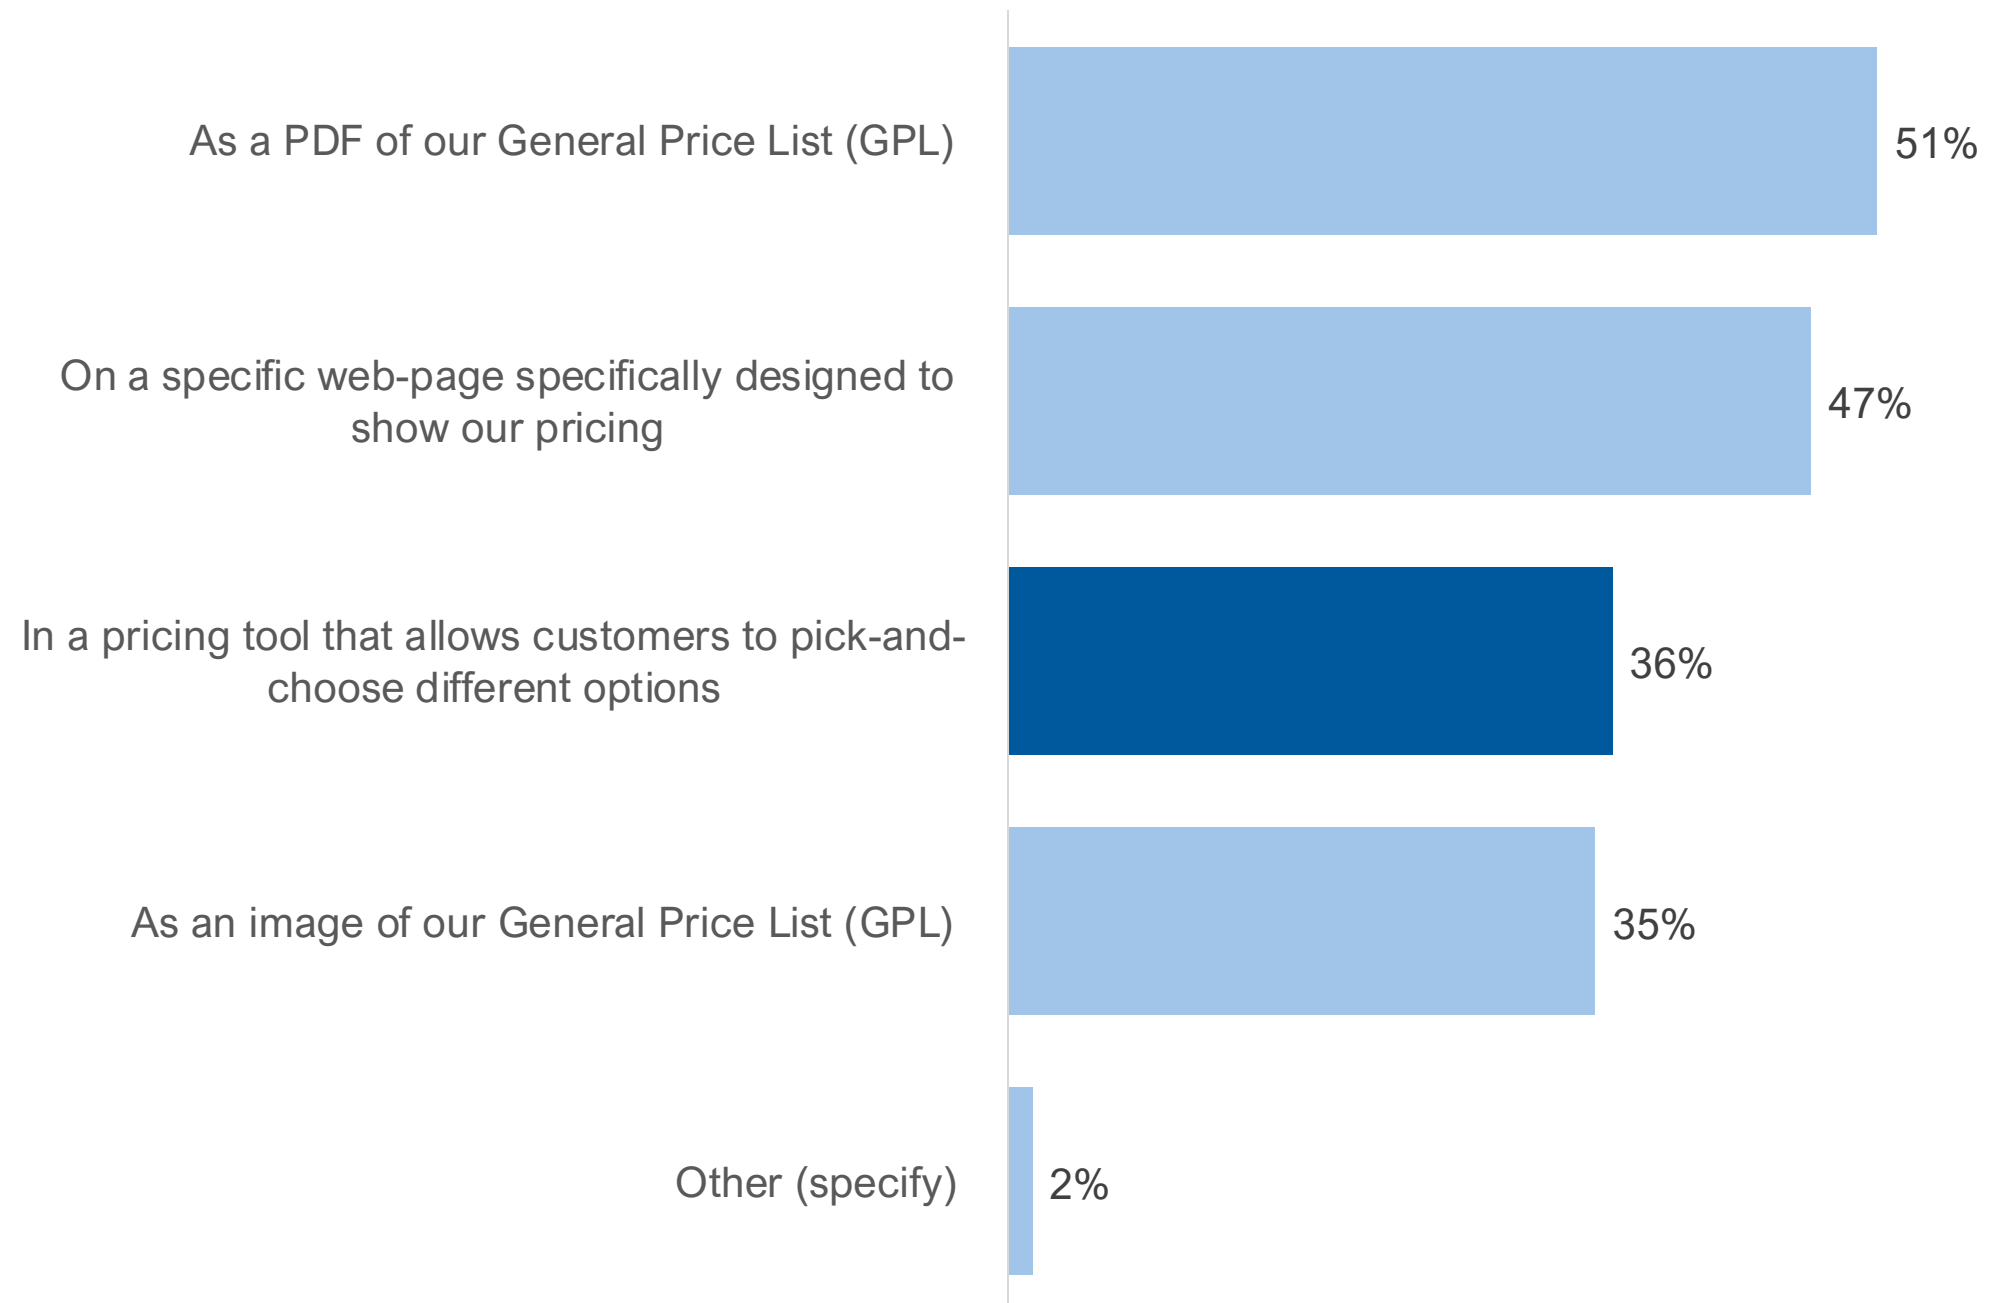 As a PDF of our General Price List (GPL)
51%
On a specific web-page specifically designed to
show our pricing
47%
In a pricing tool that allows customers to pick-and-
choose different options
36%
As an image of our General Price List (GPL)
35%
Other (specify)
2%